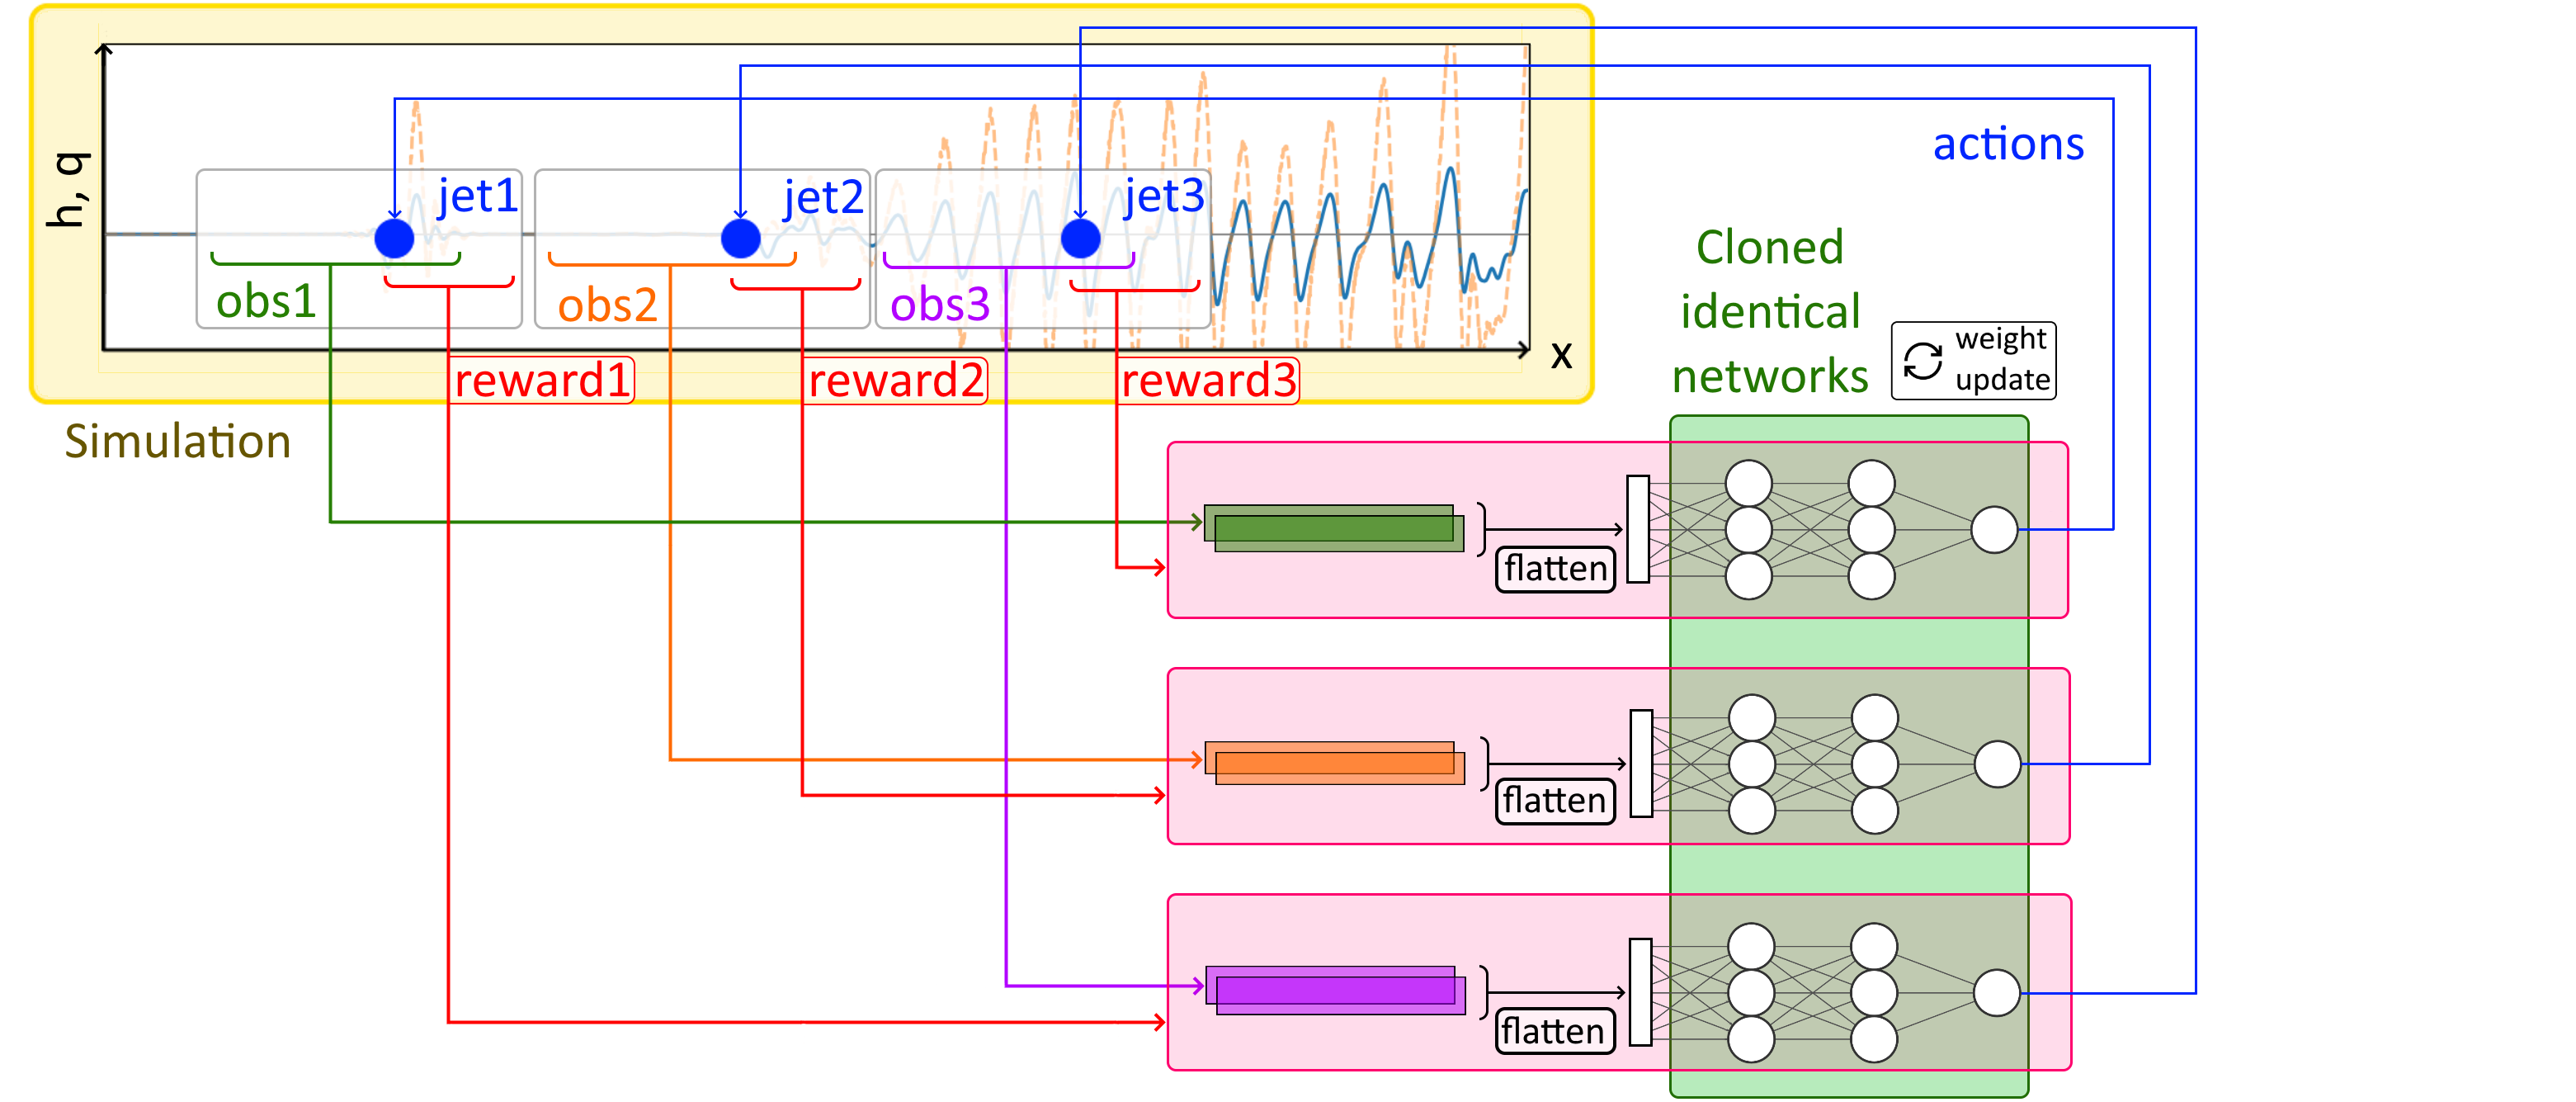 h, q
jet1
jet2
jet3
obs1
obs2
obs3
x
reward1
reward2
reward3
Simulation
actions
Cloned
identical
networks
weight
update
flatten
flatten
flatten